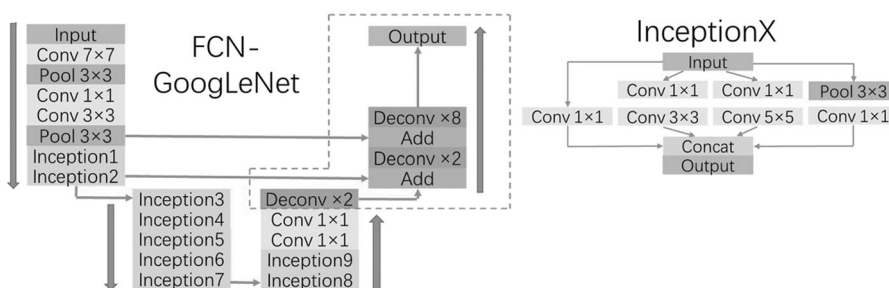 FCN-
GoogLeNet
Input
Conv 7×7
Pool 3×3
Conv 1×1
Conv 3×3
Pool 3×3
Inception1
Inception2
Inception3
Inception4
Inception5
Inception6
Inception7
Deconv ×2
Conv 1×1
Conv 1×1
Inception9
Inception8
Output
Deconv ×8
Add
Deconv ×2
Add
InceptionX
Input
Conv 1×1 Conv 1×1 Pool 3×3
Conv 1×1 Conv 3×3 Conv 5×5 Conv 1×1
Concat
Output